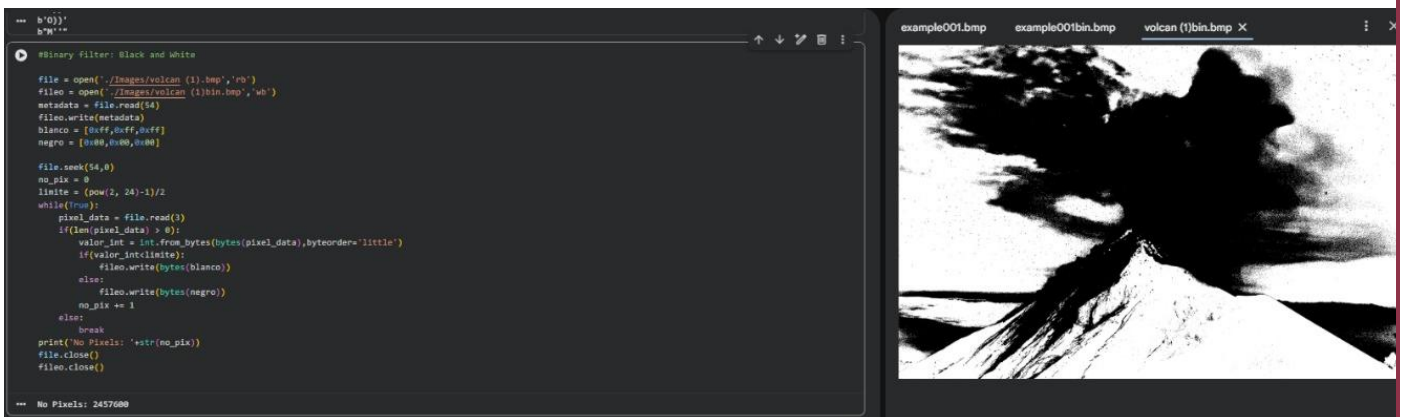 ... b'O}}'
b"M''"
#Binary filter: Black and White
file = open('./Images/volcan (1).bmp','rb')
fileo = open('./Images/volcan (1)bin.bmp','wb')
metadata = file.read(54)
fileo.write(metadata)
blanco = [0xff,0xff,0xff]
negro = [0x00,0x00,0x00]
file.seek(54,0)
no_pix = 0
limite = (pow(2, 24)-1)/2
while(True):
pixel_data = file.read(3)
if(len(pixel_data) > 0):
valor_int = int.from_bytes(bytes(pixel_data),byteorder='little')
if(valor_int<limite):
fileo.write(bytes(blanco))
else:
fileo.write(bytes(negro))
no_pix += 1
else:
break
print('No Pixels: '+str(no_pix))
file.close()
fileo.close()
... No Pixels: 2457600
example001.bmp example001bin.bmp volcan (1)bin.bmp